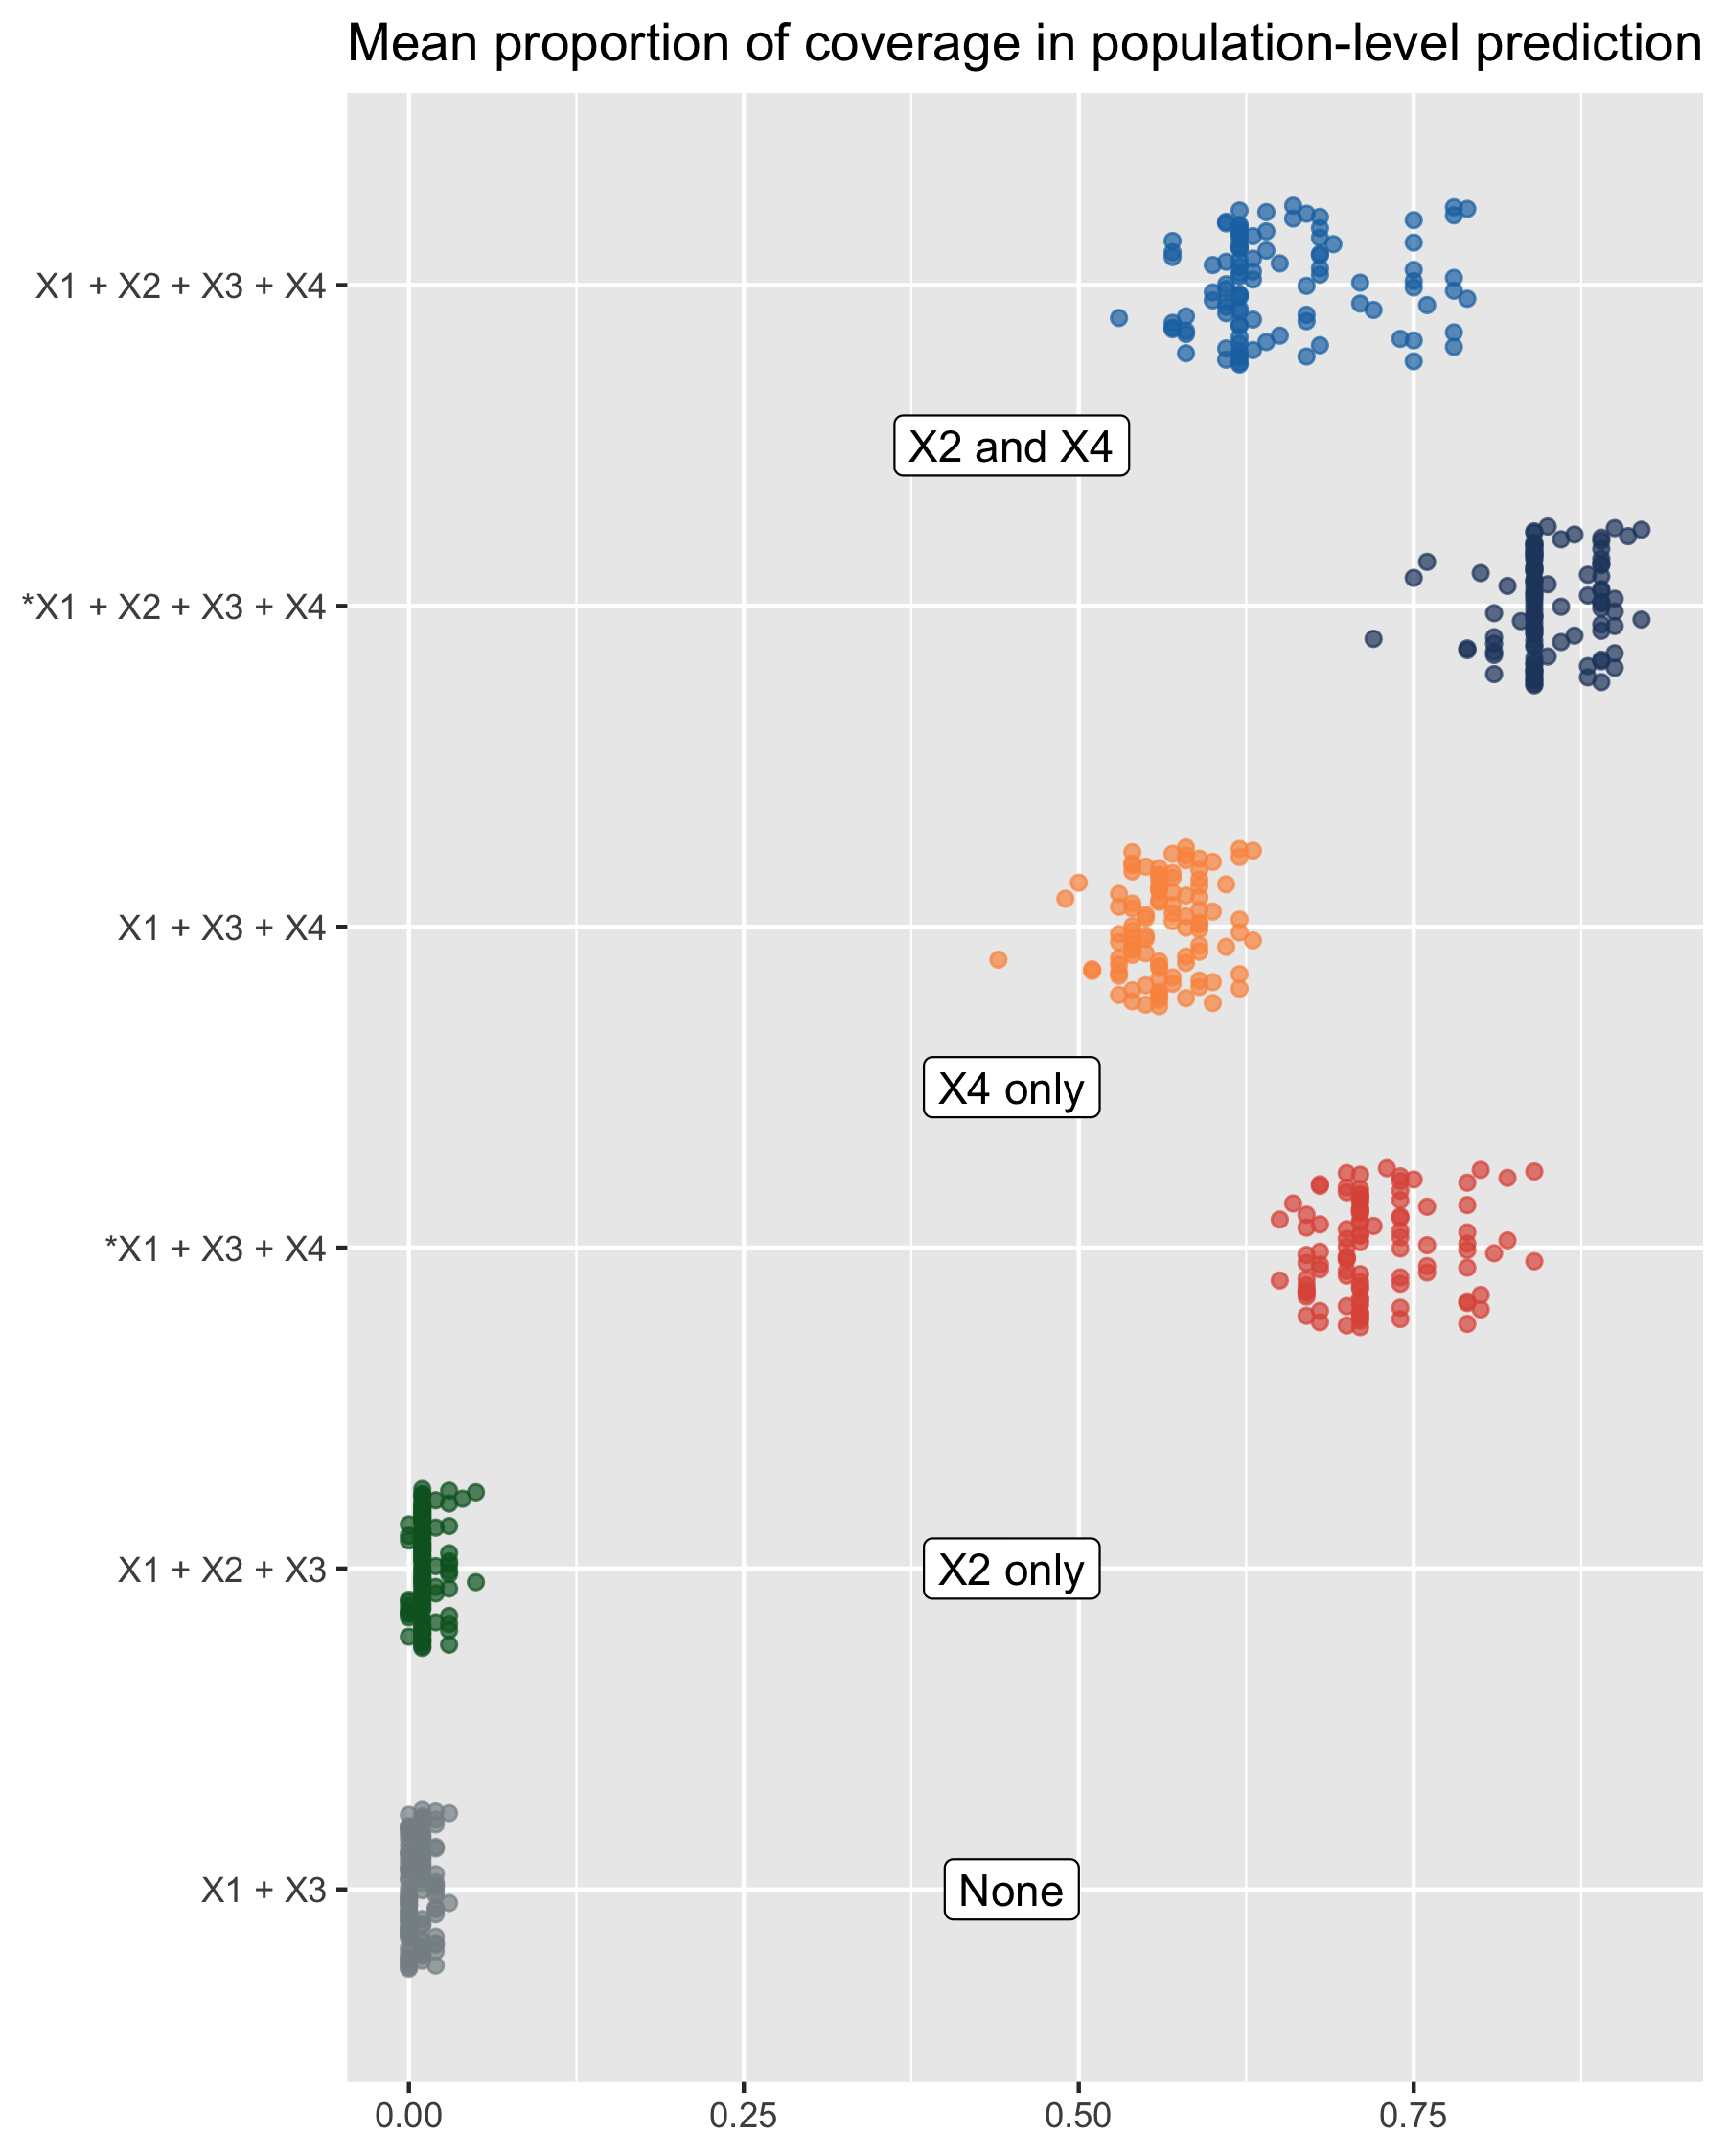 Mean proportion of coverage in population-level prediction
X1 + X2 + X3 + X4
X2 and X4
*X1 + X2 + X3 + X4
X1 + X3 + X4
X4 only
*X1 + X3 + X4
X1 + X2 + X3
X2 only
X1 + X3
None
0.00
0.25
0.50
0.75